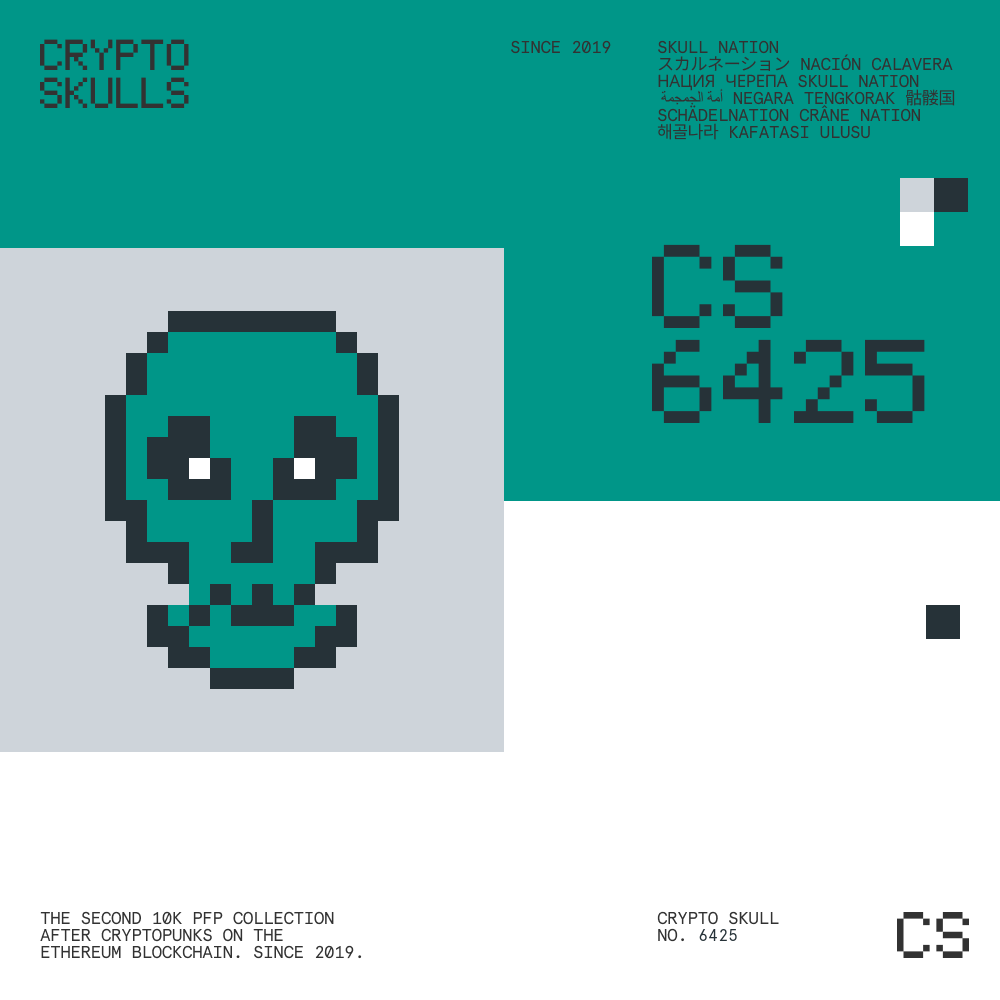 CRYPTO
SKULLS
SINCE 2019
SKULL NATION
スカルネーション NACIÓN CALAVERA
НАЦИЯ ЧЕРЕПА SKULL NATION
أمة الجمجمة NEGARA TENGKORAK 骷髅国
SCHÄDELNATION CRÂNE NATION
해골나라 KAFATASI ULUSU
CS
6425
THE SECOND 10K PFP COLLECTION
AFTER CRYPTOPUNKS ON THE
ETHEREUM BLOCKCHAIN. SINCE 2019.
CRYPTO SKULL
NO. 6425
CS